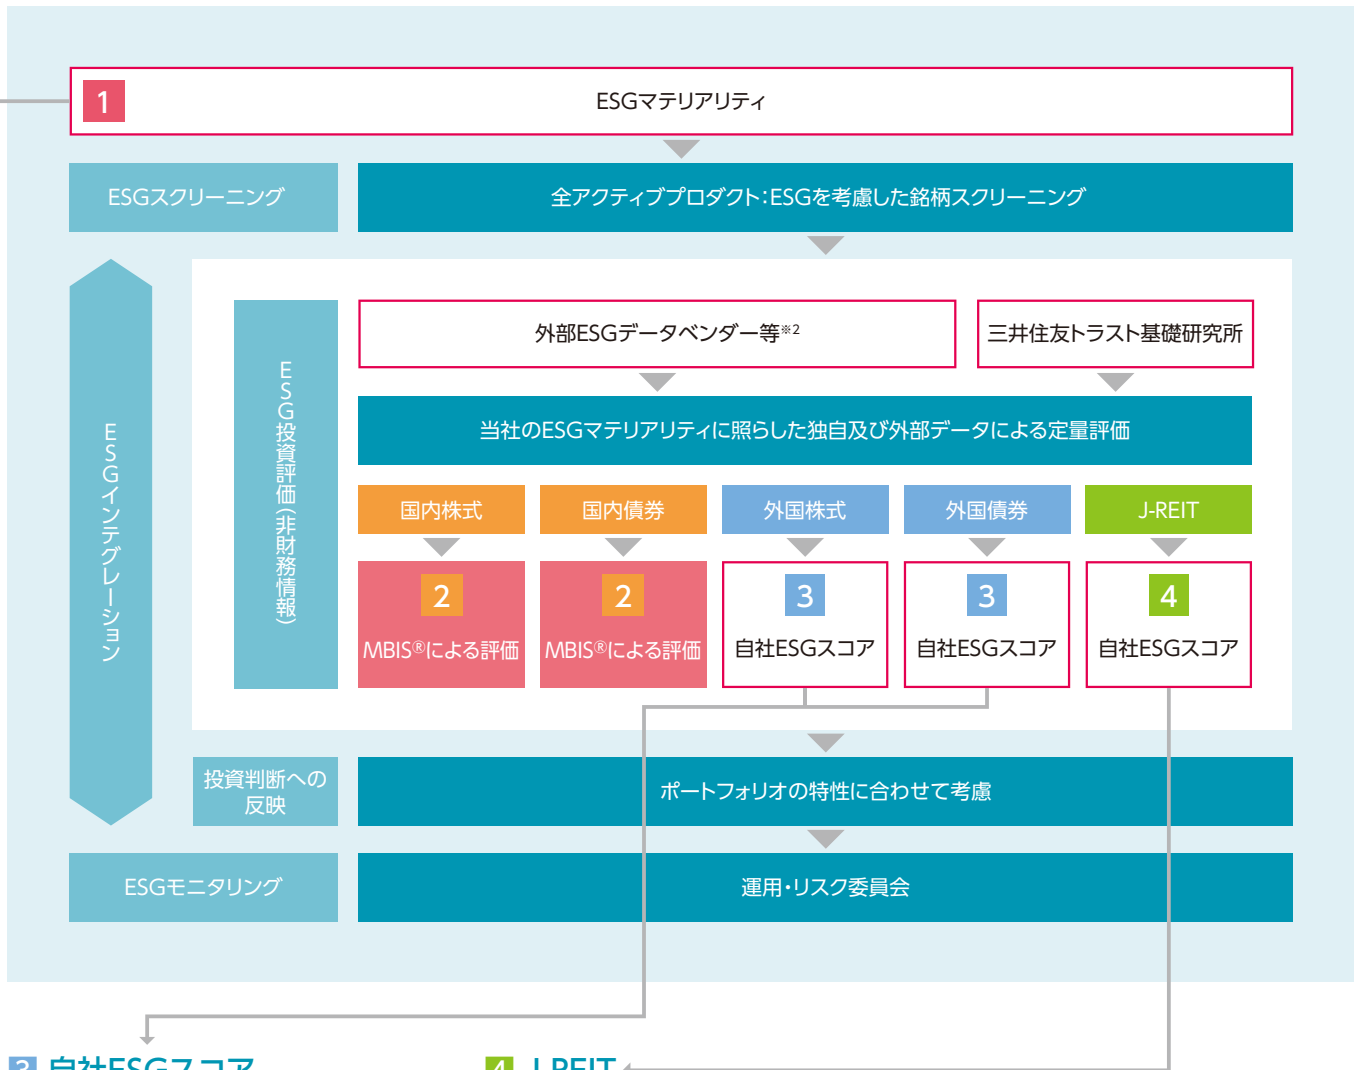 1
ESGマテリアリティ
ESGスクリーニング
全アクティブプロダクト：ESGを考慮した銘柄スクリーニング
ESGインテグレーション
ESG投資評価（非財務情報）
外部ESGデータベンダー等※2
三井住友トラスト基礎研究所
当社のESGマテリアリティに照らした独自及び外部データによる定量評価
国内株式
国内債券
外国株式
外国債券
J-REIT
2
2
3
3
4
MBIS®による評価
MBIS®による評価
自社ESGスコア
自社ESGスコア
自社ESGスコア
投資判断への
反映
ポートフォリオの特性に合わせて考慮
ESGモニタリング
運用・リスク委員会
3 自社ESGスコア
4 J-REIT